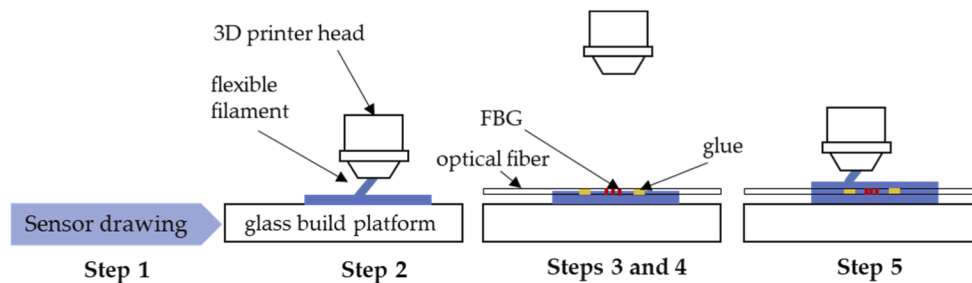 3D printer head
flexible
filament
FBG
glue
optical fiber
Sensor drawing
glass build platform
Step 1
Step 2
Steps 3 and 4
Step 5